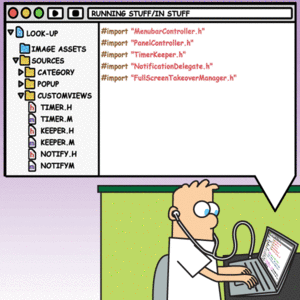 RUNNING STUFF/IN STUFF
LOOK-UP
IMAGE ASSETS
SOURCES
CATEGORY
POPUP
CUSTOMVIEWS
TIMER.H
TIMER.M
KEEPER.H
KEEPER.M
NOTIFY.H
NOTIFYM
#import "MenubarController.h"
#import "PanelController.h"
#import "TimerKeeper.h"
#import "NotificationDelegate.h"
#import "FullScreenTakeoverManager.h"